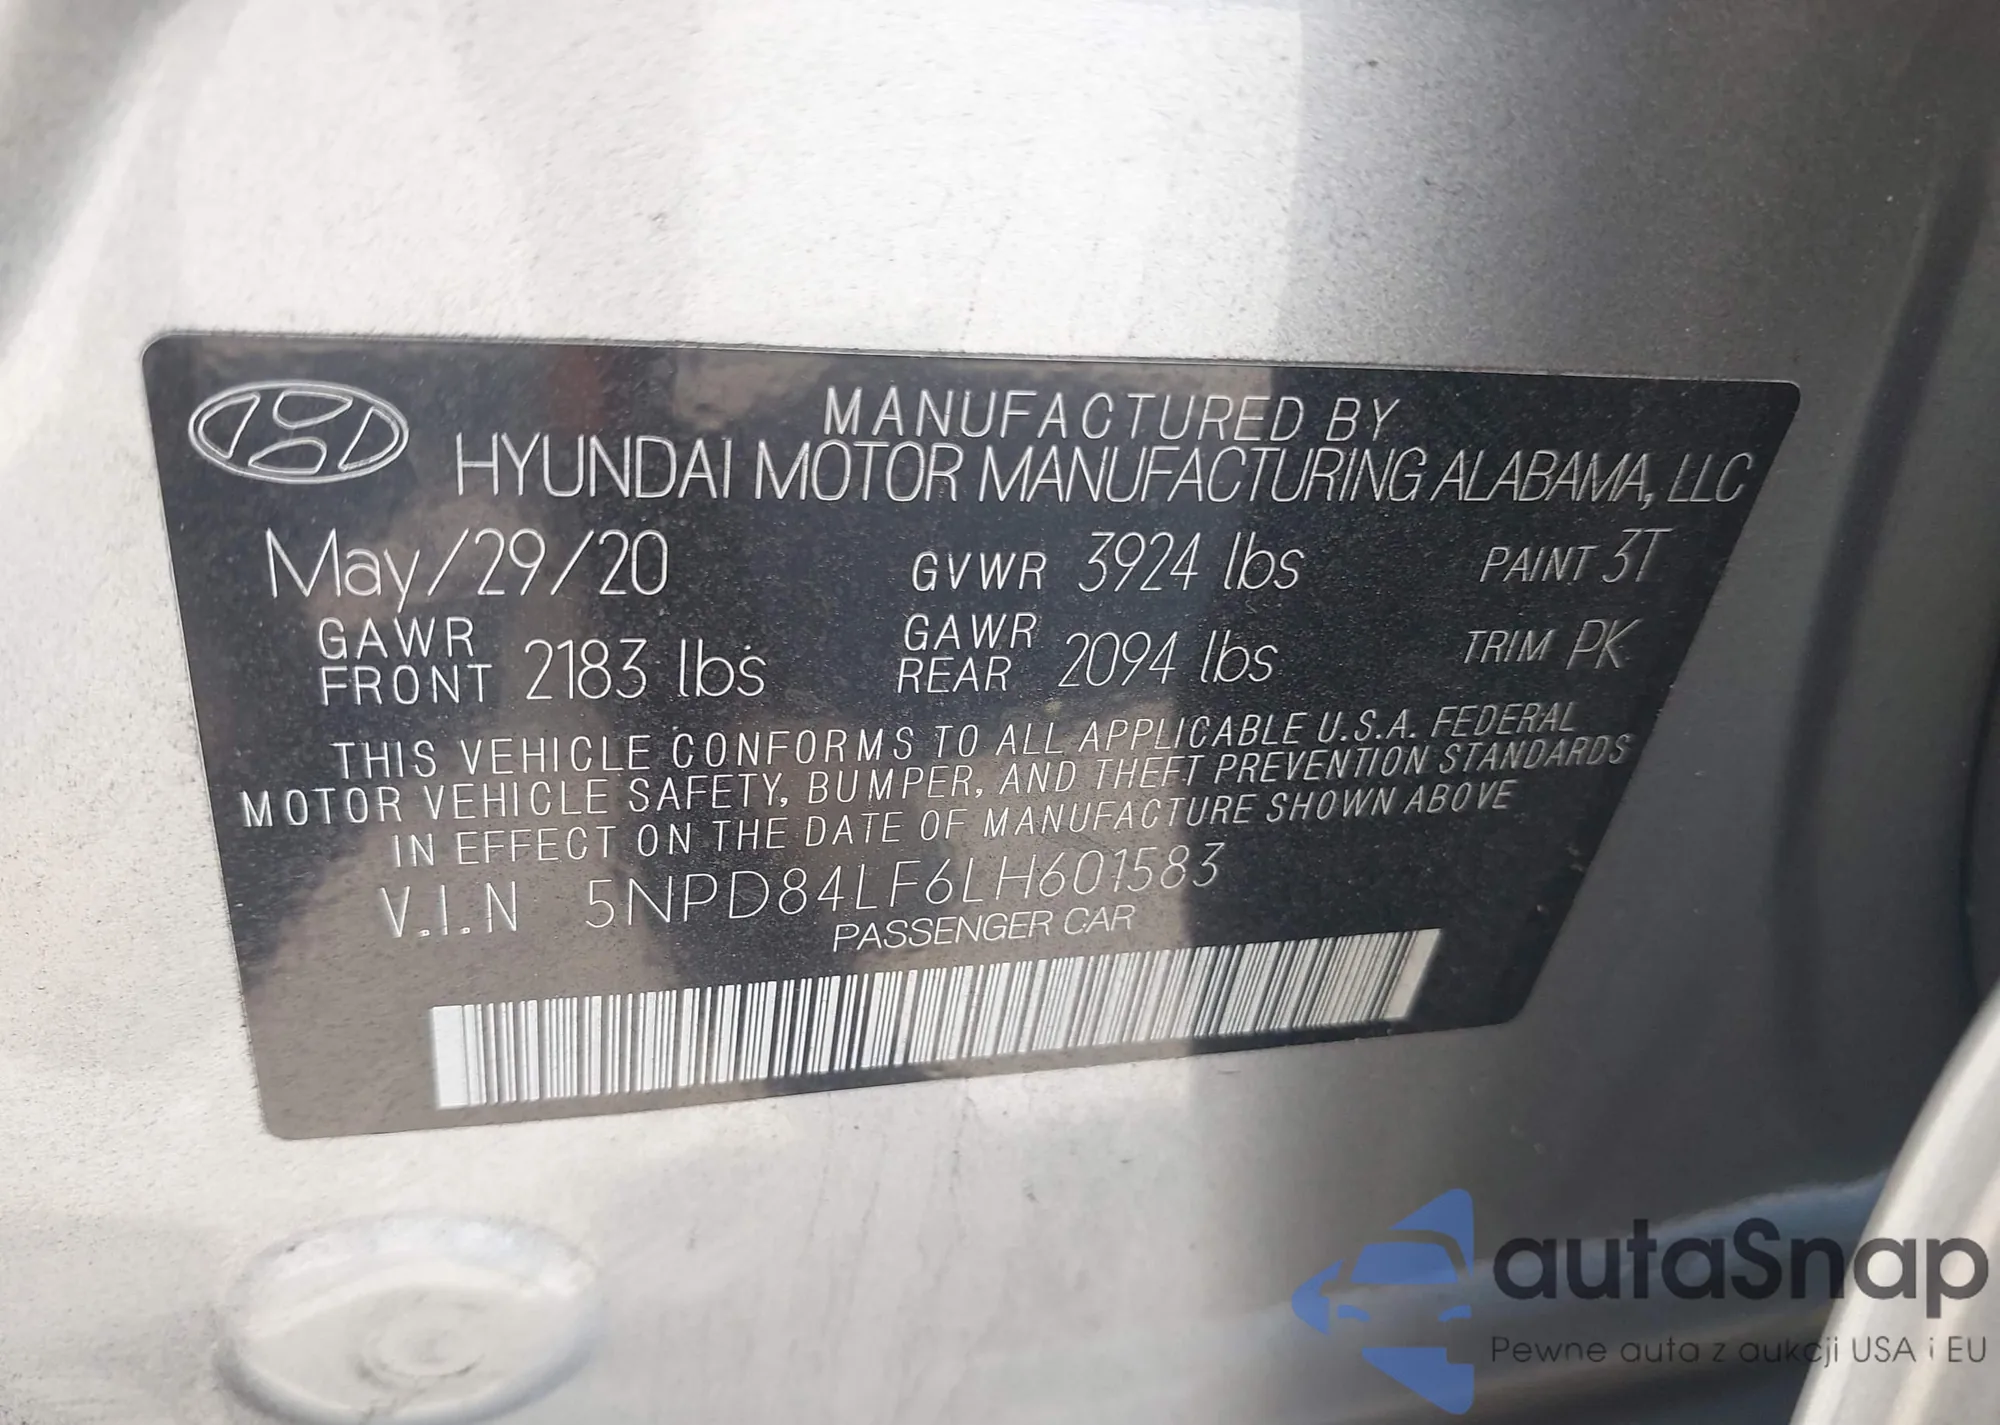 MANUFACTURED BY
HYUNDAI MOTOR MANUFACTURING ALABAMA, LLC
May/29/20 GVWR 3924 lbs PAINT 3T
GAWR FRONT 2183 lbs GAWR REAR 2094 lbs TRIM PK
THIS VEHICLE CONFORMS TO ALL APPLICABLE U.S.A. FEDERAL
MOTOR VEHICLE SAFETY, BUMPER, AND THEFT PREVENTION STANDARDS
IN EFFECT ON THE DATE OF MANUFACTURE SHOWN ABOVE
V.I.N 5NPD84LF6LH601583
PASSENGER CAR
autaSnap
Pewne auta z aukcji USA i EU